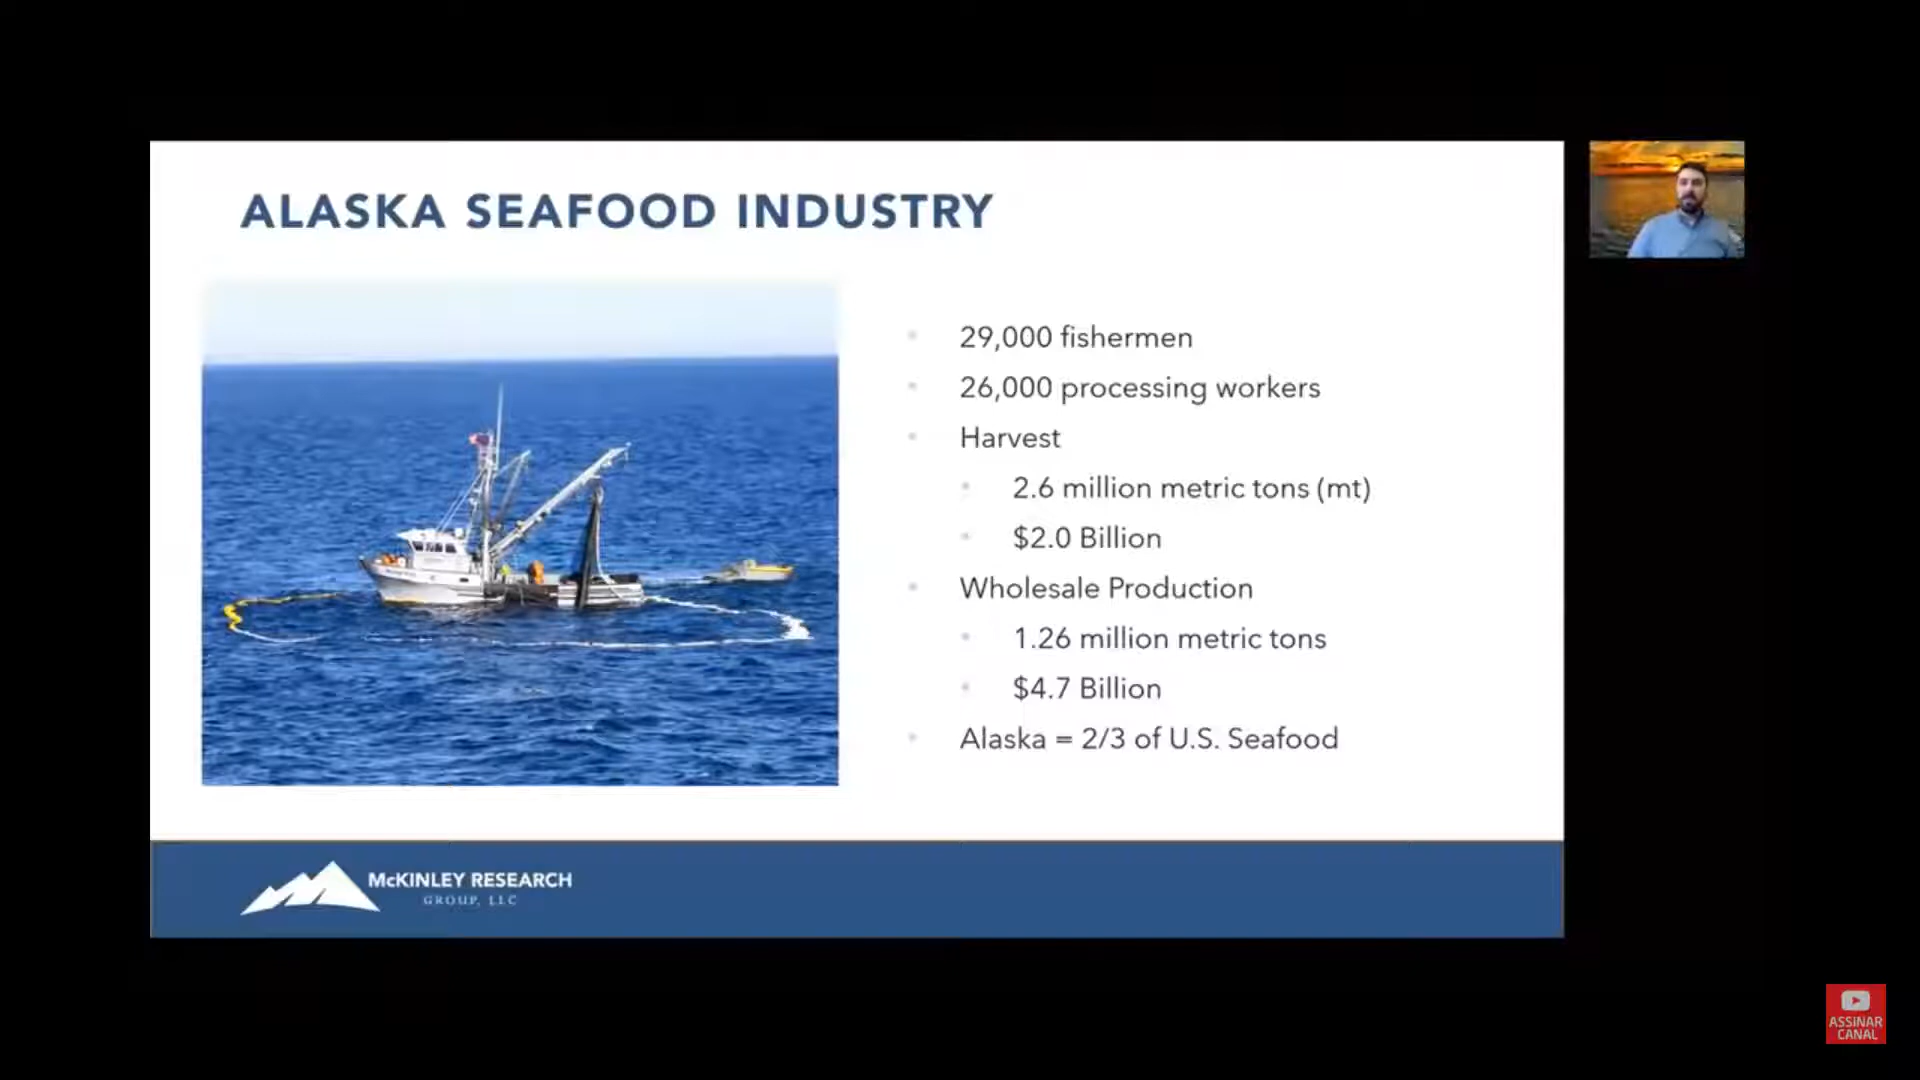 ALASKA SEAFOOD INDUSTRY
29,000 fishermen
26,000 processing workers
Harvest
2.6 million metric tons (mt)
$2.0 Billion
Wholesale Production
1.26 million metric tons
$4.7 Billion
Alaska = 2/3 of U.S. Seafood
McKINLEY RESEARCH
GROUP, LLC
ASSINAR
CANAL